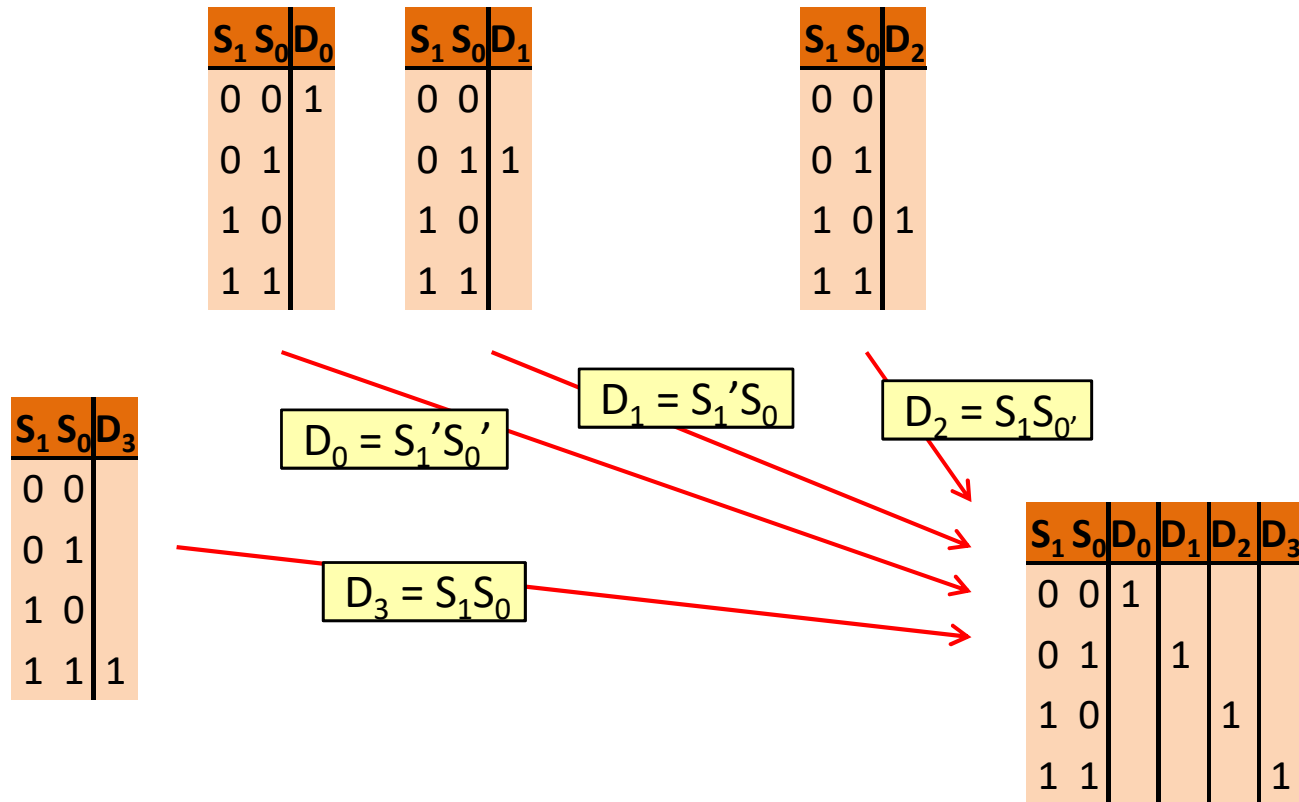 S₁ S₀ D₀
0 0 1
0 1
1 0
1 1
S₁ S₀ D₁
0 0
0 1 1
1 0
1 1
S₁ S₀ D₂
0 0
0 1
1 0 1
1 1
D₀ = S₁’S₀’
D₁ = S₁’S₀
D₂ = S₁S₀’
S₁ S₀ D₃
0 0
0 1
1 0
1 1 1
D₃ = S₁S₀
S₁ S₀ D₀ D₁ D₂ D₃
0 0 1
0 1 1
1 0 1
1 1 1